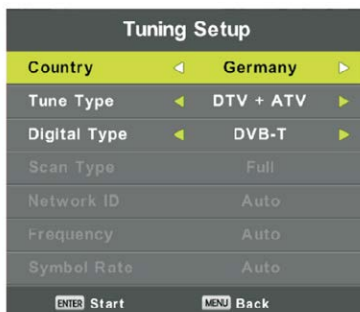 Tuning Setup
Country Germany
Tune Type DTV + ATV
Digital Type DVB-T
Scan Type Full
Network ID Auto
Frequency Auto
Symbol Rate Auto
ENTER Start MENU Back